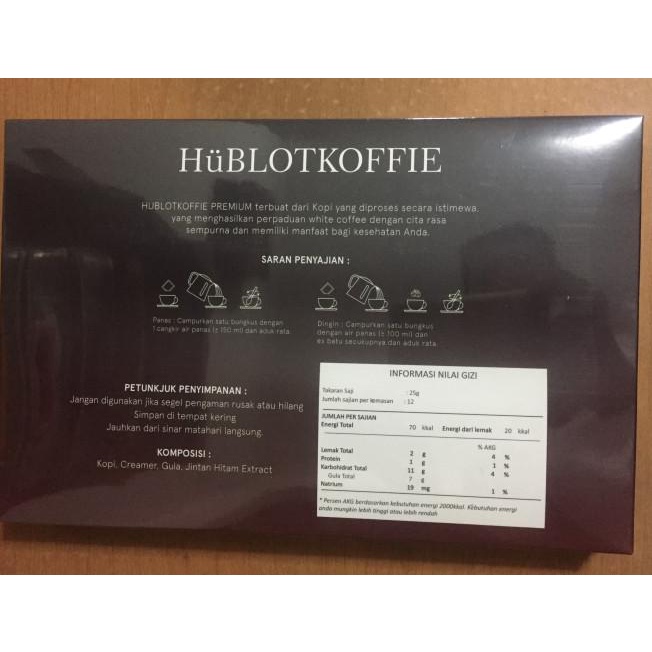 HüBLOTKOFFIE
HUBLOTKOFFIE PREMIUM terbuat dari Kopi yang diproses secara istimewa.
yang menghasilkan perpaduan white coffee dengan cita rasa
sempurna dan memiliki manfaat bagi kesehatan Anda.
SARAN PENYAJIAN :
Panas : Campurkan satu bungkus dengan
1 cangkir air panas (± 150 ml) dan aduk rata.
Dingin : Campurkan satu bungkus
dengan air panas (± 100 ml) dan
es batu secukupnya dan aduk rata.
PETUNKJUK PENYIMPANAN :
Jangan digunakan jika segel pengaman rusak atau hilang
Simpan di tempat kering
Jauhkan dari sinar matahari langsung.
KOMPOSISI :
Kopi, Creamer, Gula, Jintan Hitam Extract
INFORMASI NILAI GIZI
Takaran Saji : 25g
Jumlah sajian per kemasan : 12
JUMLAH PER SAJIAN
Energi Total 70 kkal Energi dari lemak 20 kkal
% AKG
Lemak Total 2 g 4 %
Protein 1 g 1 %
Karbohidrat Total 11 g 4 %
Gula Total 7 g
Natrium 19 mg 1 %
* Persen AKG berdasarkan kebutuhan energi 2000kkal. Kebutuhan energi
anda mungkin lebih tinggi atau lebih rendah